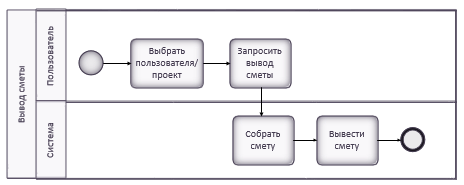 Вывод сметы
Пользователь
Выбрать
пользователя/
проект
Запросить
вывод
сметы
Система
Собрать
смету
Вывести
смету